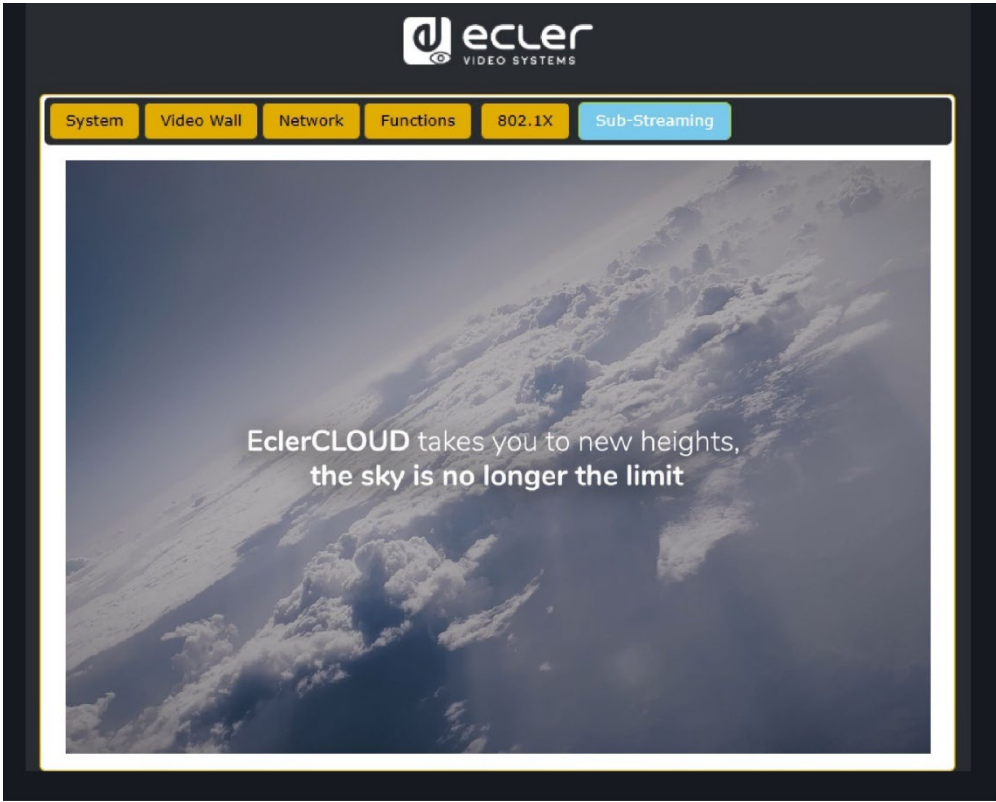 ecler
VIDEO SYSTEMS
System Video Wall Network Functions 802.1X Sub-Streaming
EclerCLOUD takes you to new heights,
the sky is no longer the limit